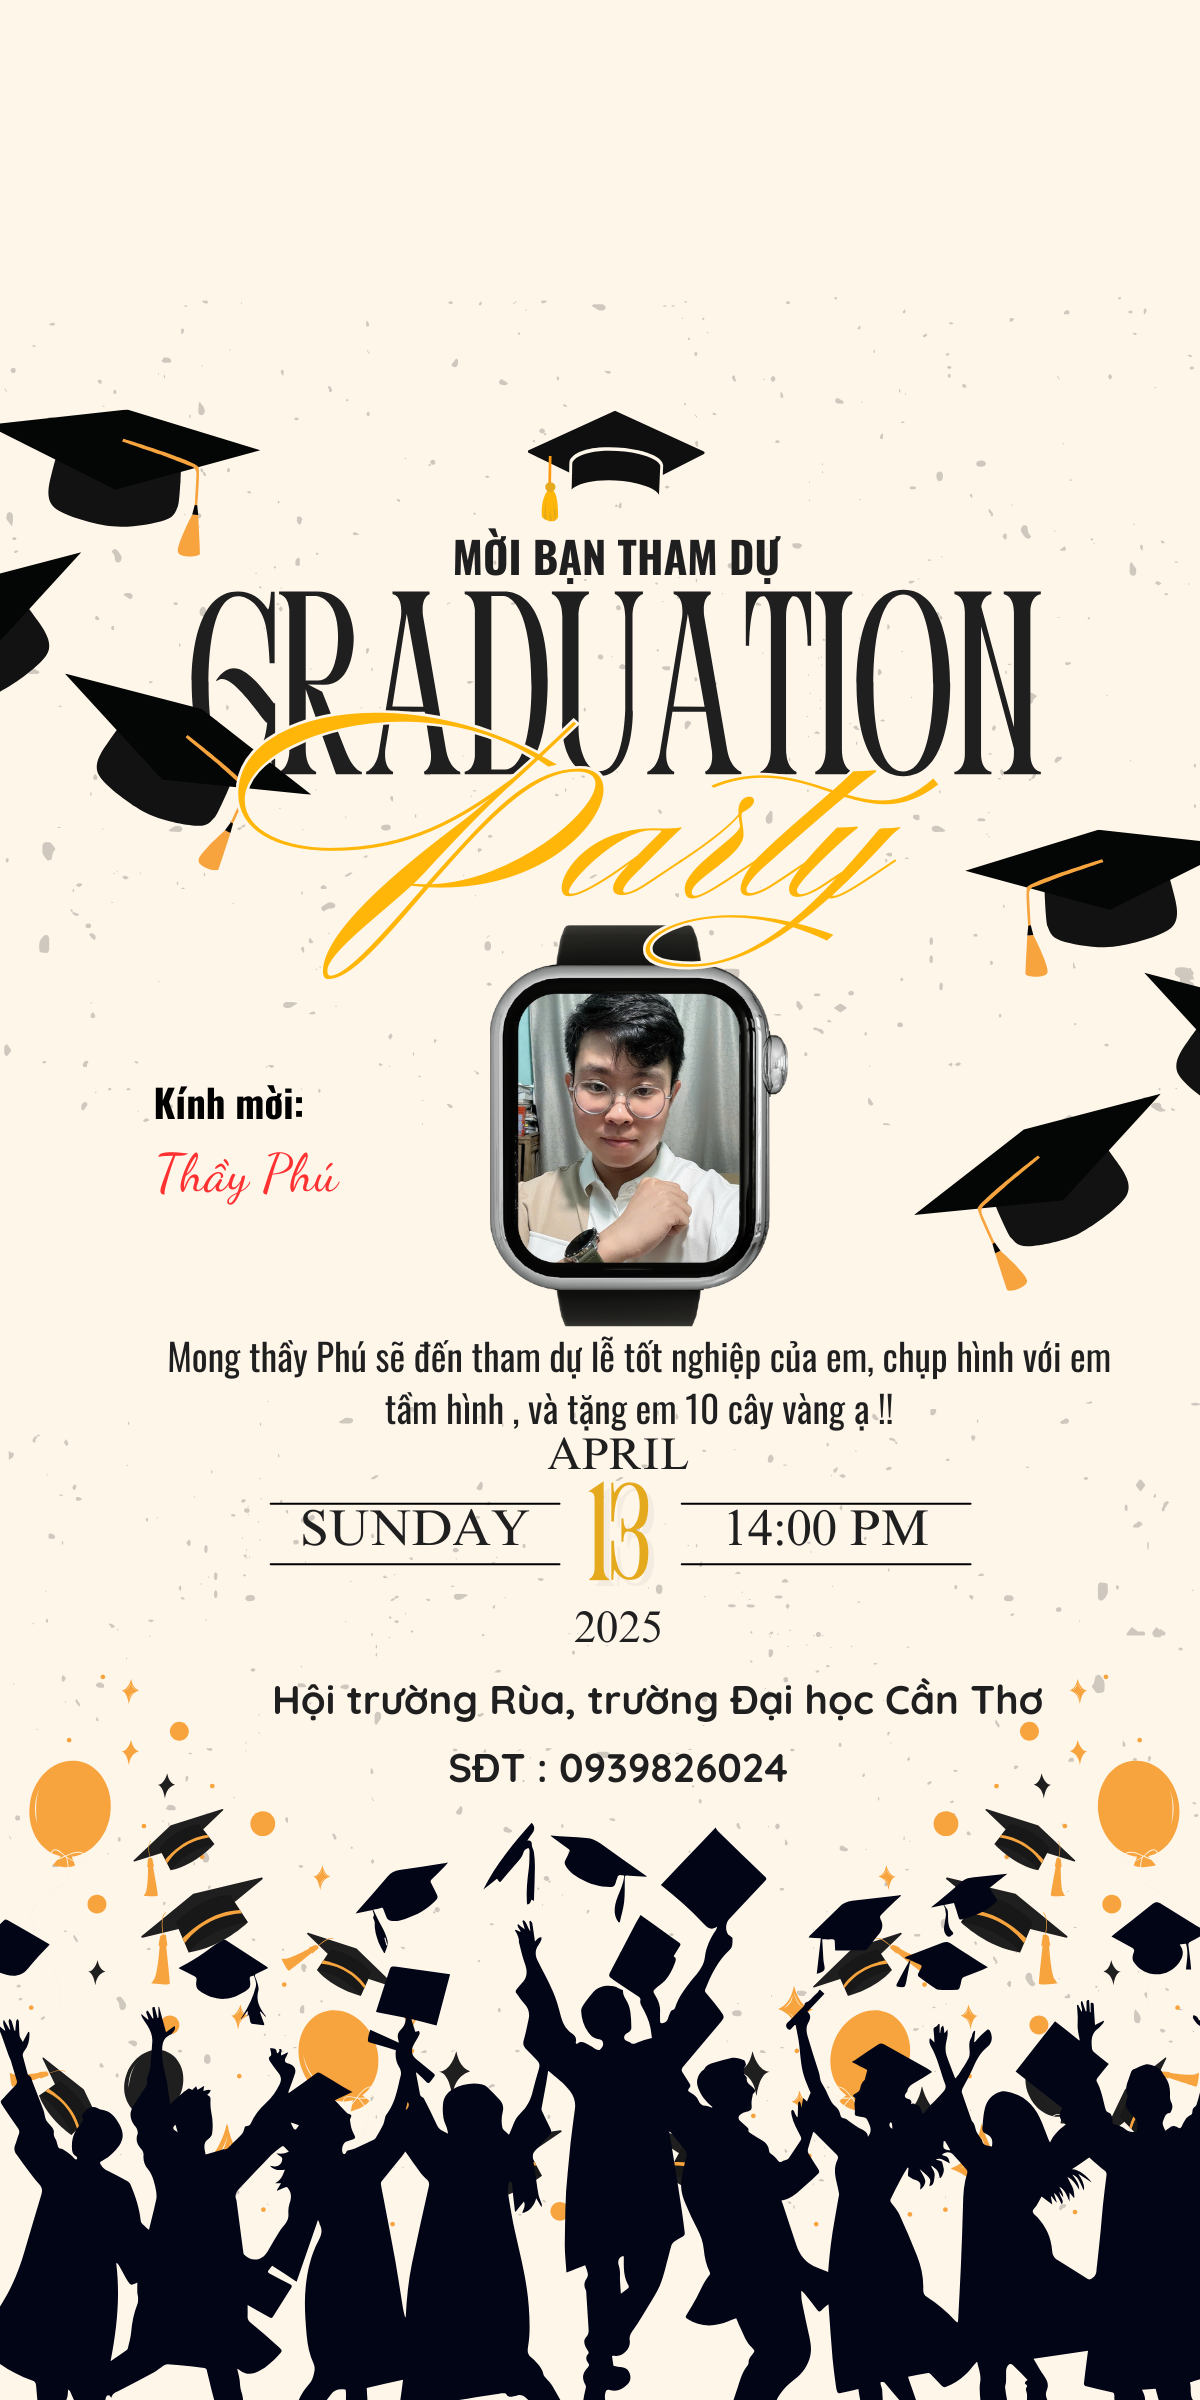 MỜI BẠN THAM DỰ
GRADUATION
Party
Kính mời:
Thầy Phú
Mong thầy Phú sẽ đến tham dự lễ tốt nghiệp của em, chụp hình với em
tầm hình , và tặng em 10 cây vàng ạ !!
APRIL
SUNDAY 13 14:00 PM
2025
Hội trường Rùa, trường Đại học Cần Thơ
SĐT : 0939826024